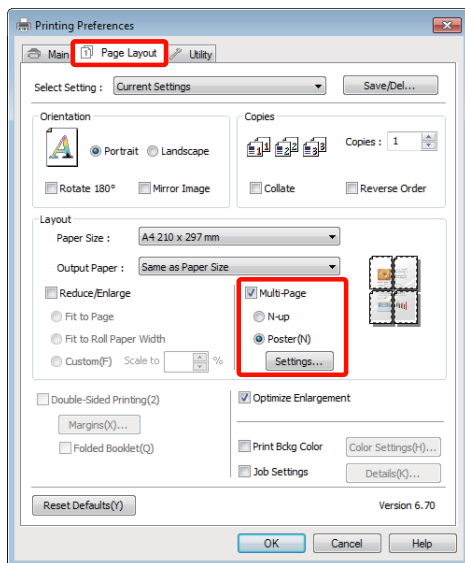 Printing Preferences
Main Page Layout Utility
Select Setting : Current Settings Save/Del...
Orientation
Portrait Landscape
Rotate 180° Mirror Image
Copies
Copies : 1
Collate Reverse Order
Layout
Paper Size : A4 210 x 297 mm
Output Paper : Same as Paper Size
Reduce/Enlarge
Fit to Page
Fit to Roll Paper Width
Custom(F) Scale to %
Multi-Page
N-up
Poster(N)
Settings...
Double-Sided Printing(2)
Margins(X)...
Folded Booklet(Q)
Optimize Enlargement
Print Bckg Color Color Settings(H)...
Job Settings Details(K)...
Reset Defaults(Y) Version 6.70
OK Cancel Help